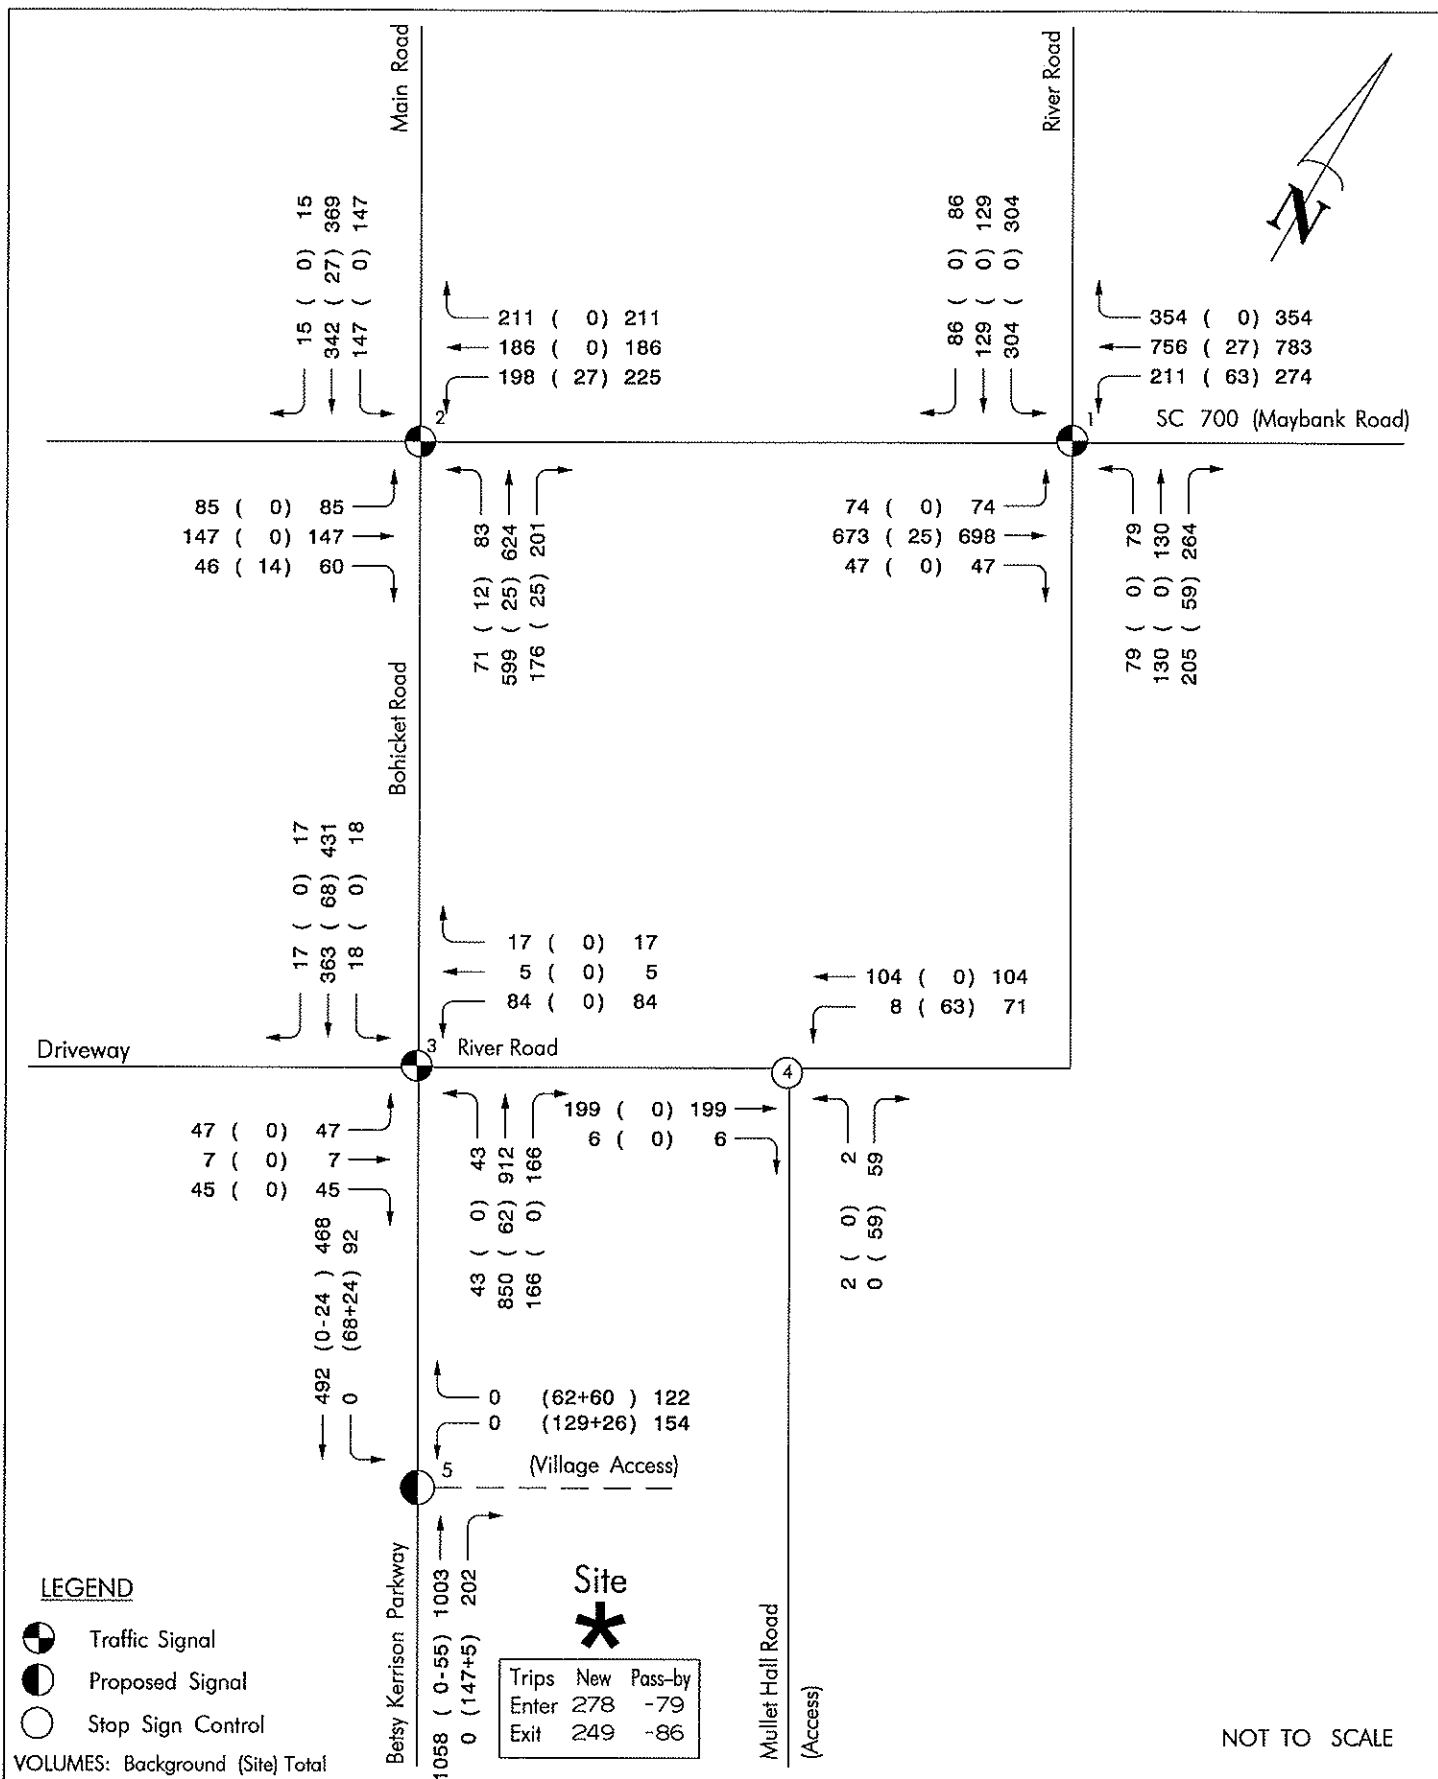 Main Road
River Road
N
15 ( 0) 15
342 ( 27) 369
147 ( 0) 147
211 ( 0) 211
186 ( 0) 186
198 ( 27) 225
86 ( 0) 86
129 ( 0) 129
304 ( 0) 304
354 ( 0) 354
756 ( 27) 783
211 ( 63) 274
2
1
SC 700 (Maybank Road)
85 ( 0) 85
147 ( 0) 147
46 ( 14) 60
71 ( 12) 83
599 ( 25) 624
176 ( 25) 201
74 ( 0) 74
673 ( 25) 698
47 ( 0) 47
79 ( 0) 79
130 ( 0) 130
205 ( 59) 264
Bohicket Road
17 ( 0) 17
363 ( 68) 431
18 ( 0) 18
17 ( 0) 17
5 ( 0) 5
84 ( 0) 84
104 ( 0) 104
8 ( 63) 71
Driveway
3
River Road
4
47 ( 0) 47
7 ( 0) 7
45 ( 0) 45
43 ( 0) 43
850 ( 62) 912
166 ( 0) 166
199 ( 0) 199
6 ( 0) 6
2 ( 0) 2
0 ( 59) 59
492 (0-24 ) 468
0 (68+24) 92
0 (62+60 ) 122
0 (129+26) 154
5
(Village Access)
Betsy Kerrison Parkway
1058 ( 0-55) 1003
0 (147+5) 202
Site
Trips New Pass-by
Enter 278 -79
Exit 249 -86
Mullet Hall Road
(Access)
LEGEND
Traffic Signal
Proposed Signal
Stop Sign Control
VOLUMES: Background (Site) Total
NOT TO SCALE